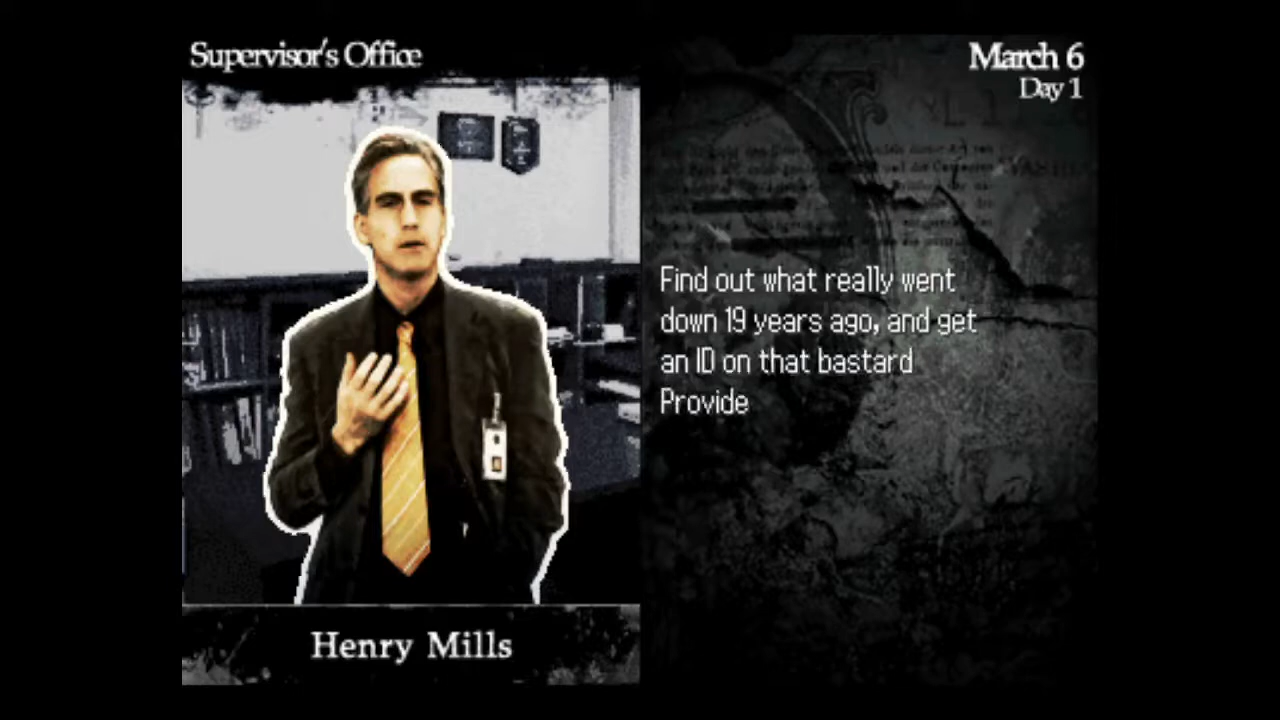 Supervisor's Office
March 6
Day 1
Find out what really went
down 19 years ago, and get
an ID on that bastard
Provide
Henry Mills